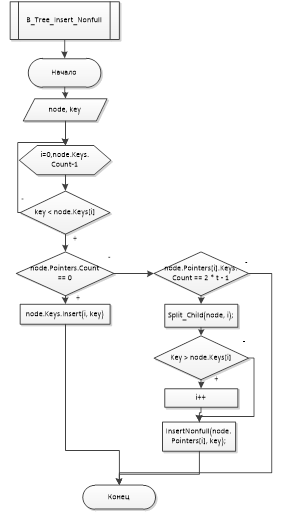 B_Tree_Insert_Nonfull
Начало
node, key
i=0,node.Keys.
Count-1
-
key < node.Keys[i]
+
node.Pointers.Count
== 0
-
+
node.Keys.Insert(i, key)
node.Pointers[i].Keys.
Count == 2 * t - 1
-
Split_Child(node, i);
Key > node.Keys[i]
-
+
i++
InsertNonfull(node.
Pointers[i], key);
Конец